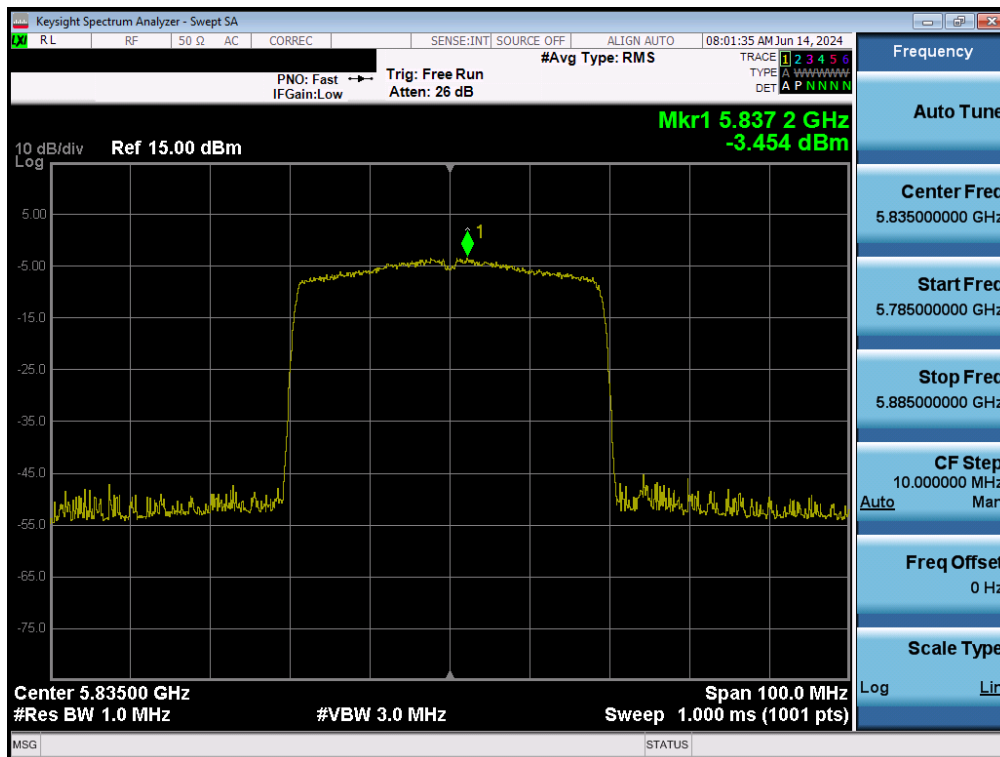 LXI Keysight Spectrum Analyzer - Swept SA
RL RF 50 Ω AC CORREC SENSE:INT SOURCE OFF ALIGN AUTO 08:01:35 AM Jun 14, 2024
#Avg Type: RMS
TRACE 1 2 3 4 5 6
PNO: Fast Trig: Free Run
TYPE A WWWWW
IFGain:Low Atten: 26 dB
DET A P N N N N
Mkr1 5.837 2 GHz
-3.454 dBm
10 dB/div Ref 15.00 dBm
Log
1
5.00
-5.00
-15.0
-25.0
-35.0
-45.0
-55.0
-65.0
-75.0
Center 5.83500 GHz Span 100.0 MHz
#Res BW 1.0 MHz #VBW 3.0 MHz Sweep 1.000 ms (1001 pts)
MSG STATUS
Frequency
Auto Tune
Center Freq
5.835000000 GHz
Start Freq
5.785000000 GHz
Stop Freq
5.885000000 GHz
CF Step
10.000000 MHz
Auto Man
Freq Offset
0 Hz
Scale Type
Log Lin